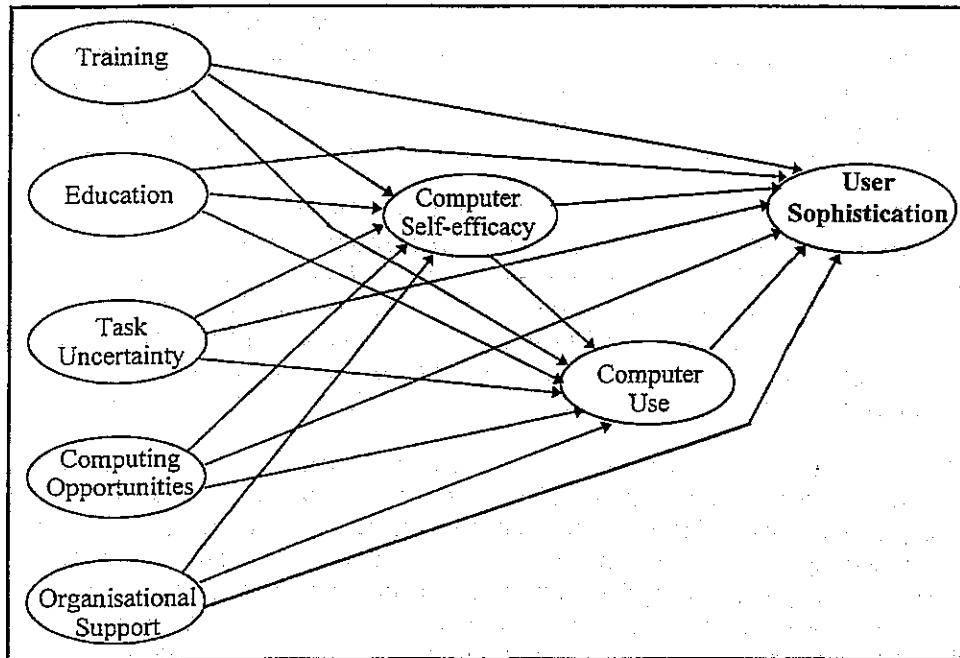 Training
Education
Task
Uncertainty
Computing
Opportunities
Organisational
Support
Computer
Self-efficacy
Computer
Use
User
Sophistication